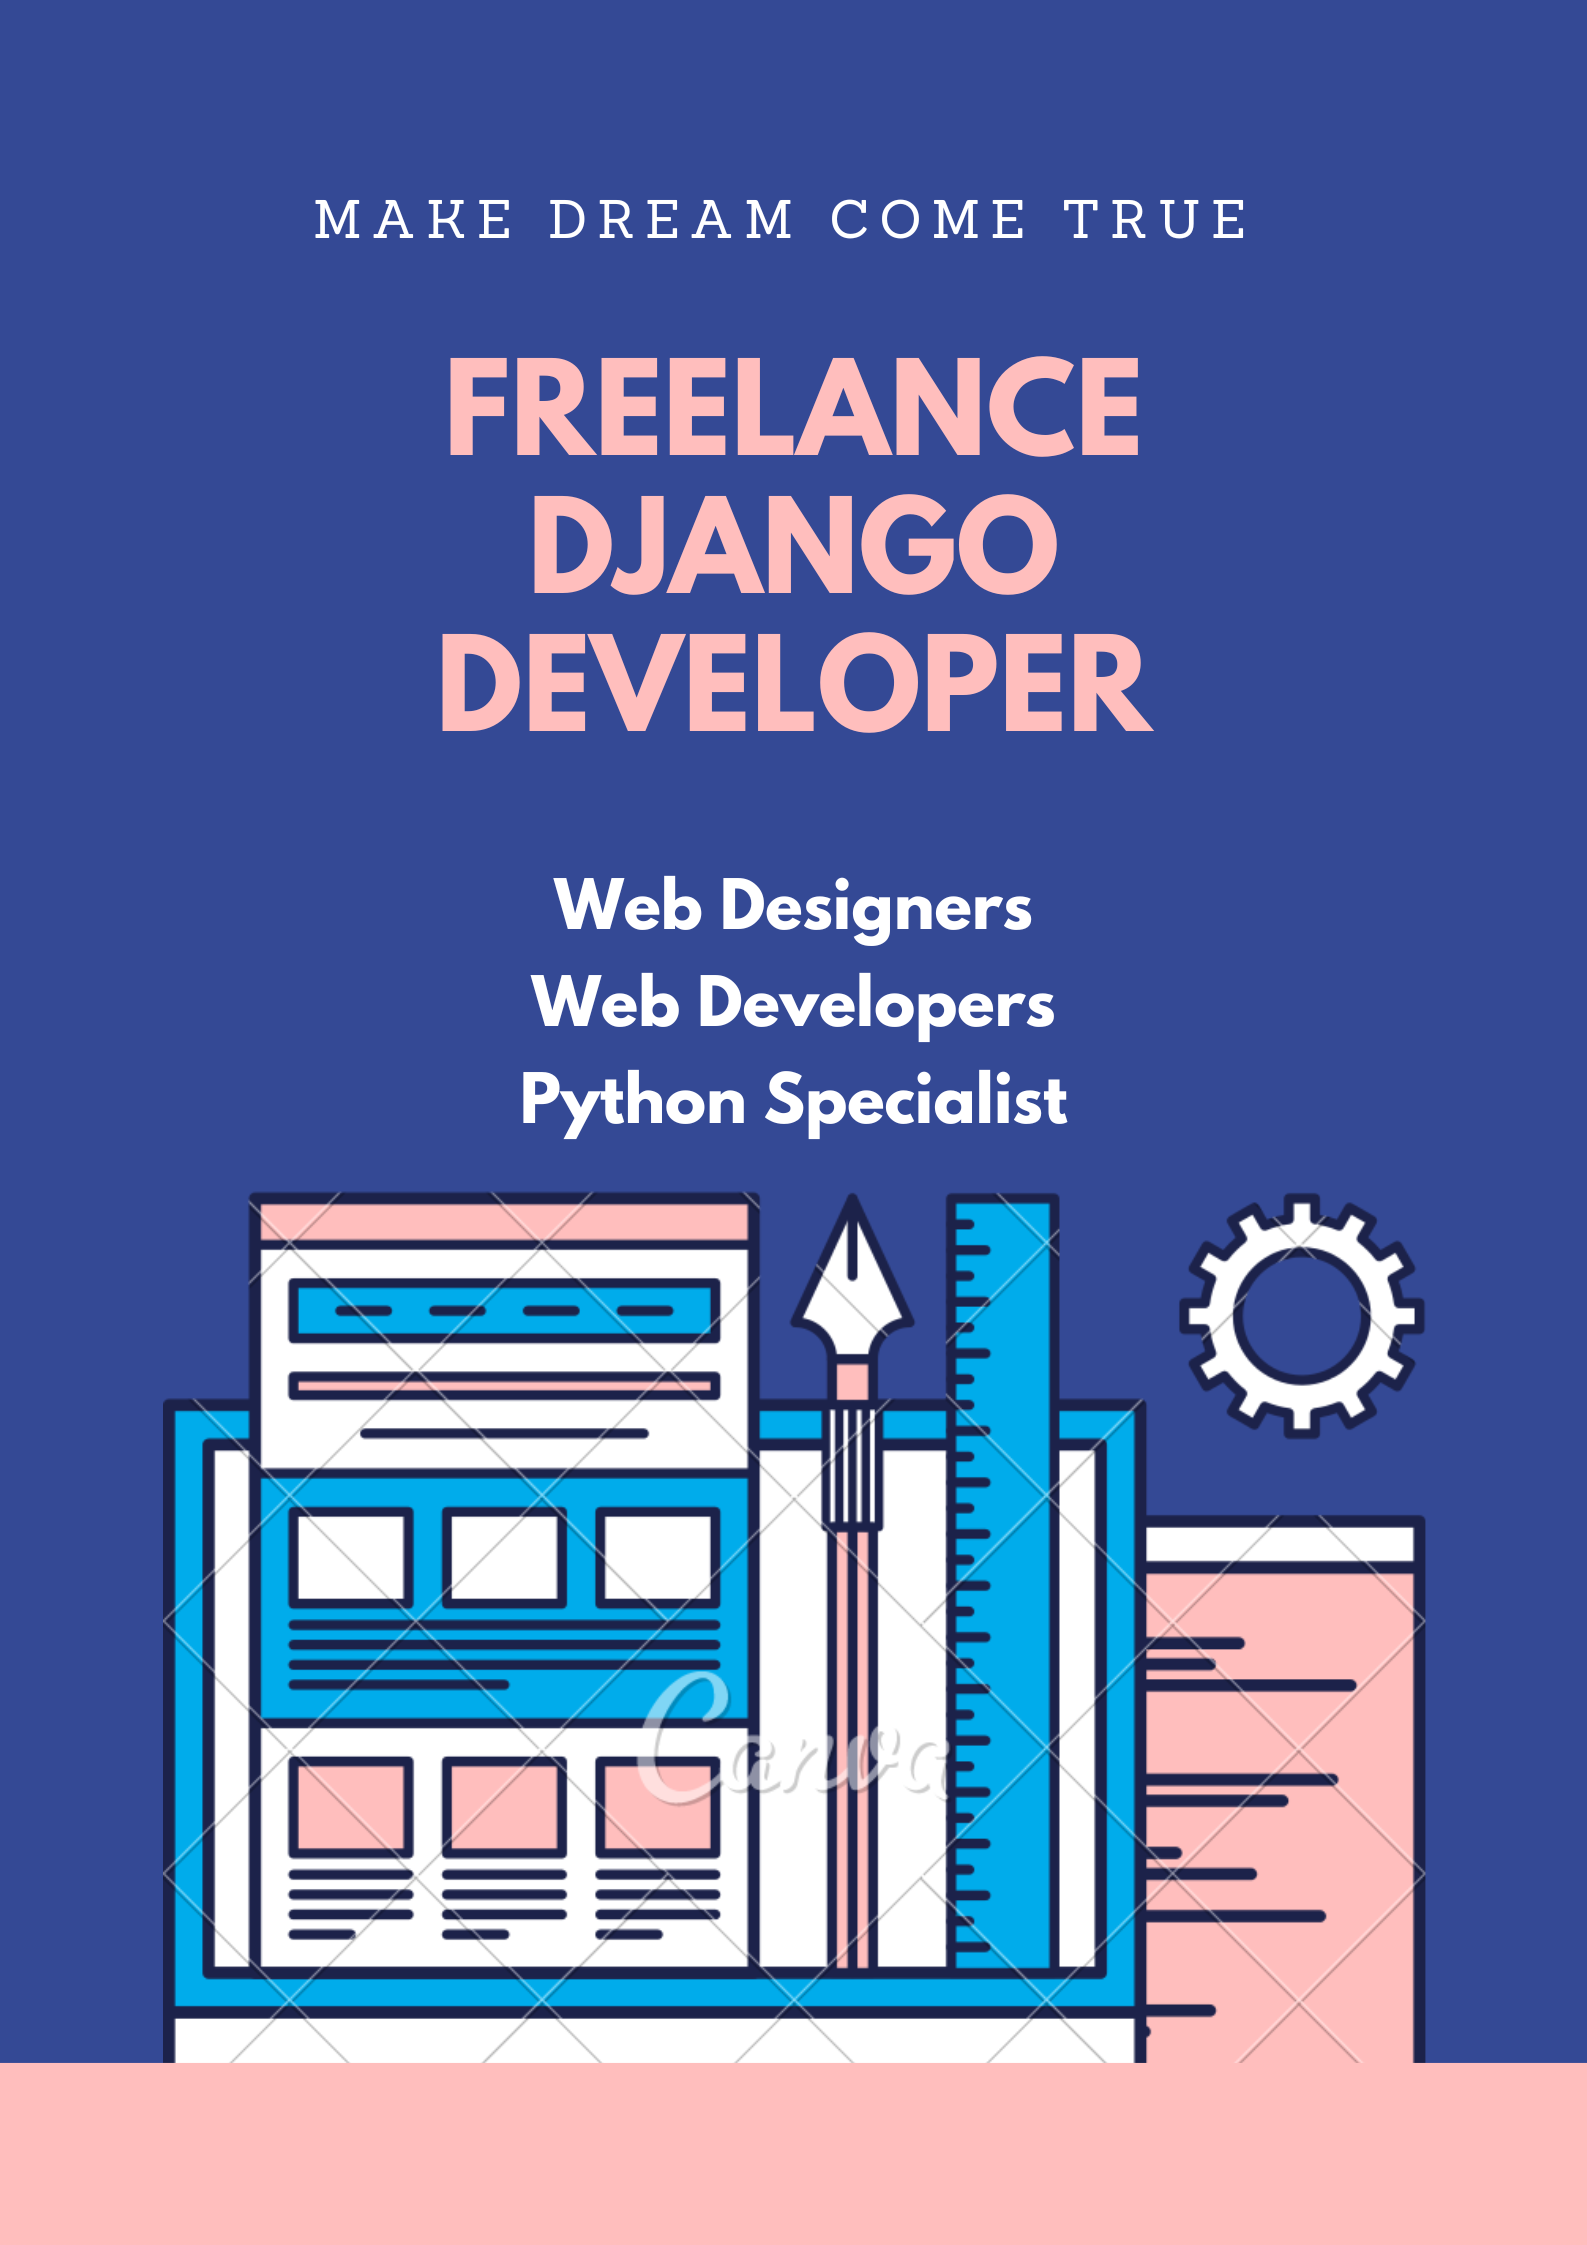 MAKE DREAM COME TRUE
FREELANCE
DJANGO
DEVELOPER
Web Designers
Web Developers
Python Specialist
Canva